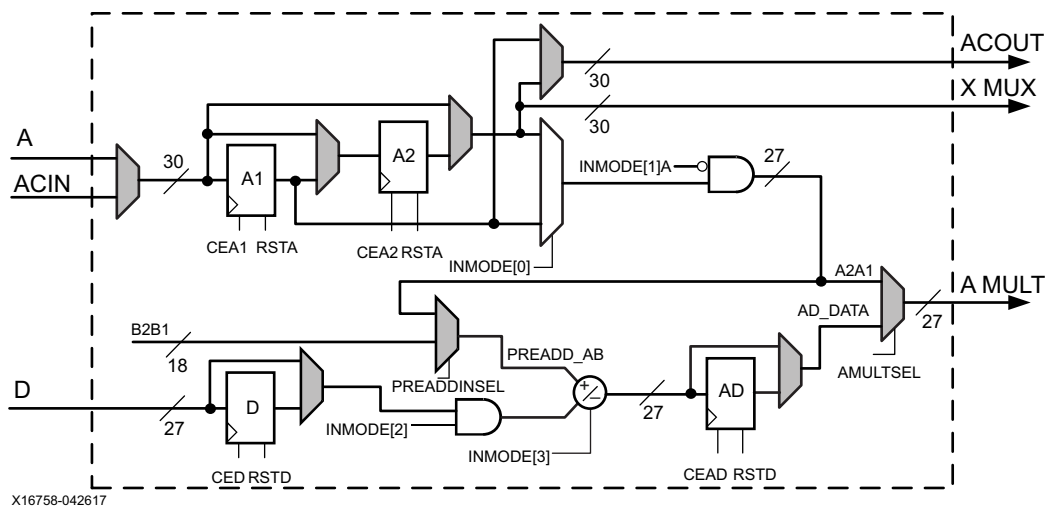 ACOUT
30
X MUX
30
A
30
ACIN
A1
A2
INMODE[1]A
27
CEA1 RSTA
CEA2 RSTA
INMODE[0]
A2A1
A MULT
AD_DATA
27
B2B1
18
PREADD_AB
PREADDINSEL
AMULTSEL
D
27
D
+
–
27
AD
INMODE[2]
INMODE[3]
CED RSTD
CEAD RSTD
X16758-042617